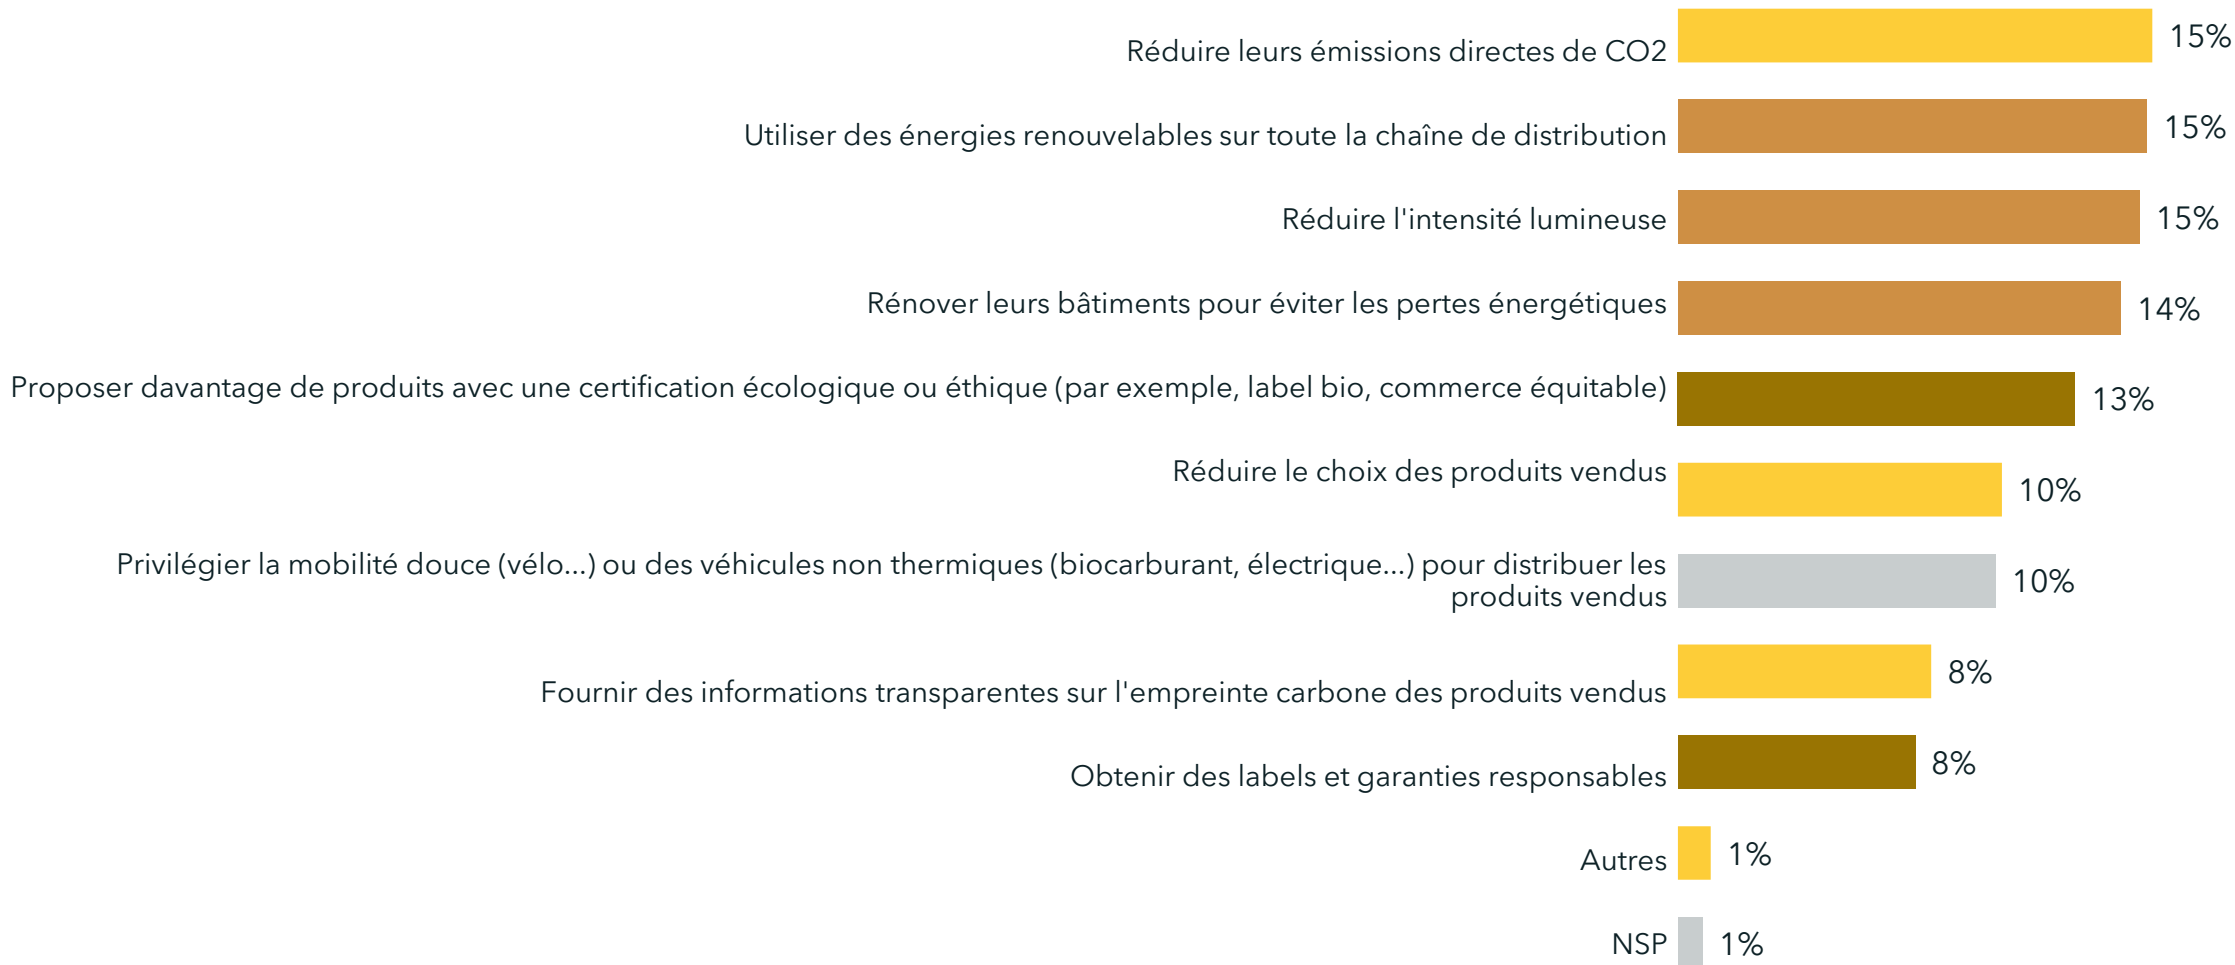 Réduire leurs émissions directes de CO2 15%
Utiliser des énergies renouvelables sur toute la chaîne de distribution 15%
Réduire l'intensité lumineuse 15%
Rénover leurs bâtiments pour éviter les pertes énergétiques 14%
Proposer davantage de produits avec une certification écologique ou éthique (par exemple, label bio, commerce équitable) 13%
Réduire le choix des produits vendus 10%
Privilégier la mobilité douce (vélo...) ou des véhicules non thermiques (biocarburant, électrique...) pour distribuer les
produits vendus 10%
Fournir des informations transparentes sur l'empreinte carbone des produits vendus 8%
Obtenir des labels et garanties responsables 8%
Autres 1%
NSP 1%